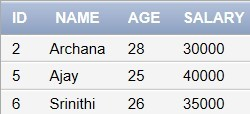 ID NAME AGE SALARY
2 Archana 28 30000
5 Ajay 25 40000
6 Srinithi 26 35000